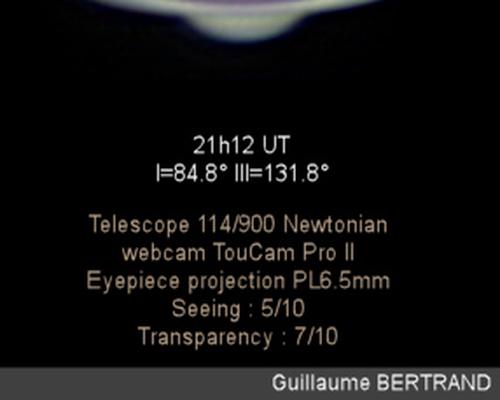 21h12 UT
I=84.8° III=131.8°
Telescope 114/900 Newtonian
webcam TouCam Pro II
Eyepiece projection PL6.5mm
Seeing : 5/10
Transparency : 7/10
Guillaume BERTRAND